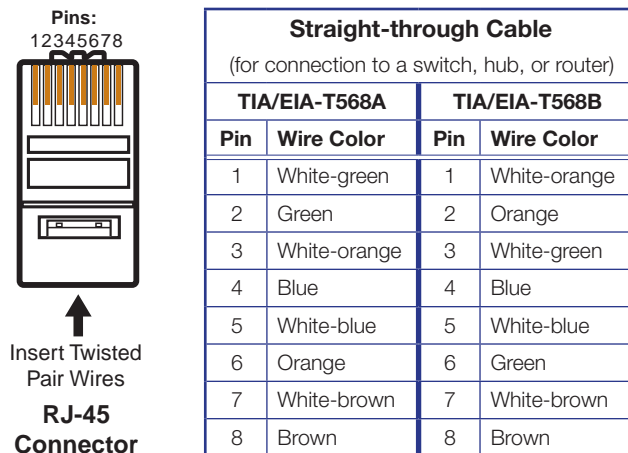 Pins:
12345678
Insert Twisted
Pair Wires
RJ-45
Connector
Straight-through Cable
(for connection to a switch, hub, or router)
TIA/EIA-T568A TIA/EIA-T568B
Pin Wire Color Pin Wire Color
1 White-green 1 White-orange
2 Green 2 Orange
3 White-orange 3 White-green
4 Blue 4 Blue
5 White-blue 5 White-blue
6 Orange 6 Green
7 White-brown 7 White-brown
8 Brown 8 Brown